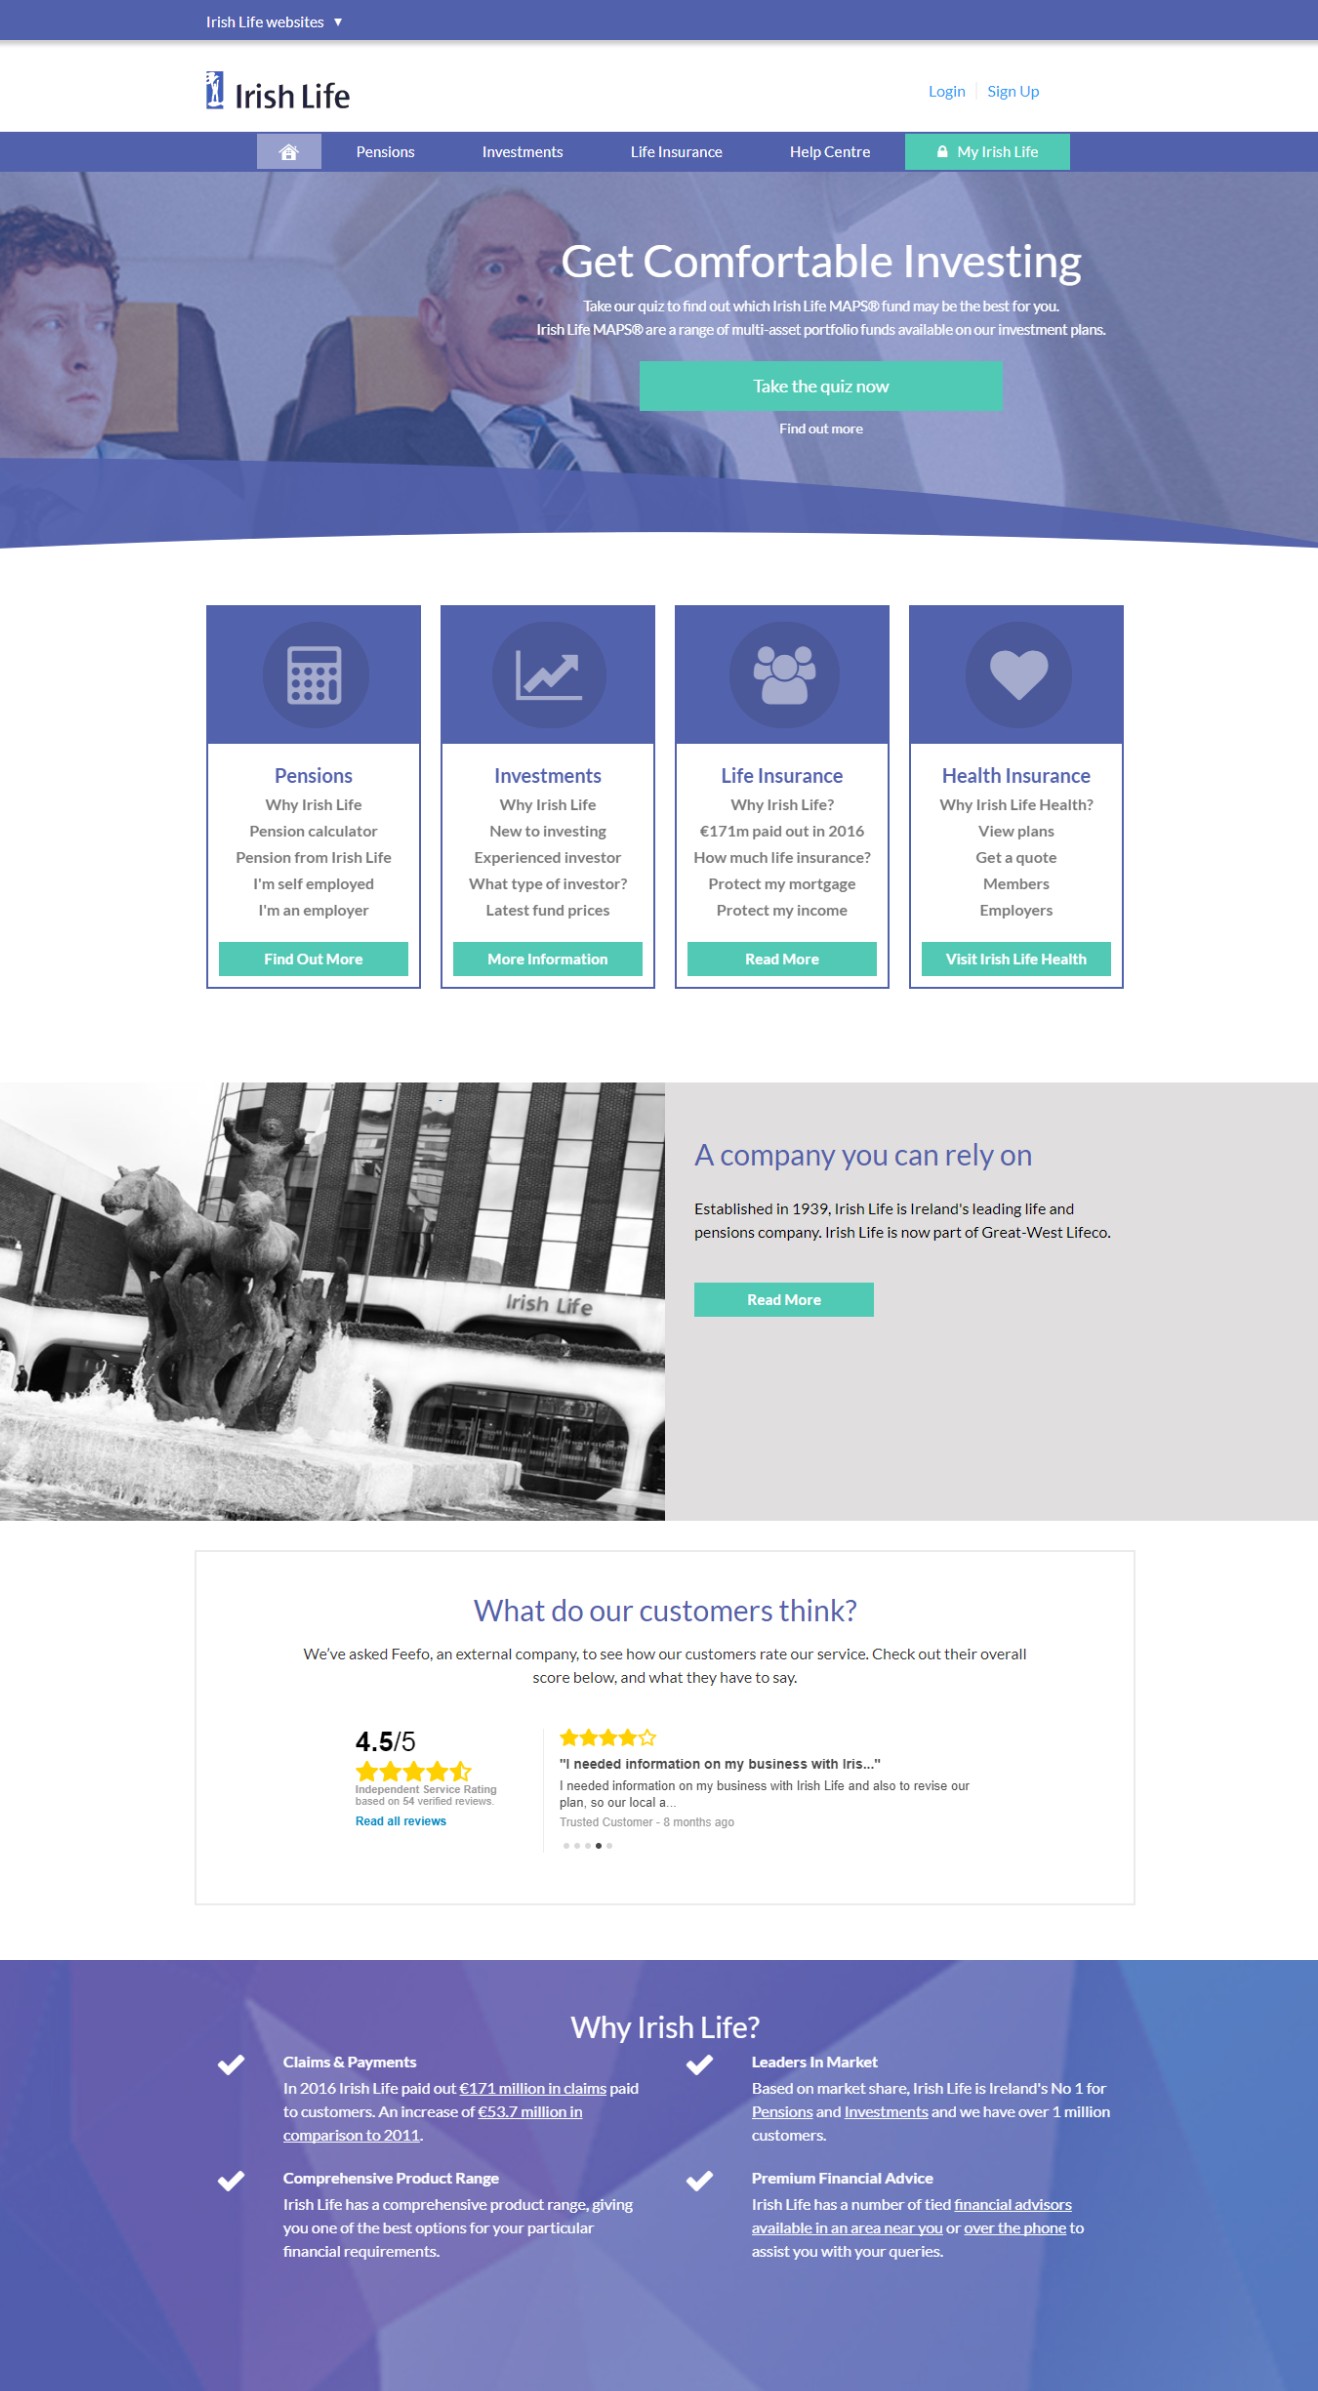 Irish Life websites ▼
Irish Life
Login
Sign Up
Pensions
Investments
Life Insurance
Help Centre
My Irish Life
Get Comfortable Investing
Take our quiz to find out which Irish Life MAPS® fund may be the best for you.
Irish Life MAPS® are a range of multi-asset portfolio funds available on our investment plans.
Take the quiz now
Find out more
Pensions
Why Irish Life
Pension calculator
Pension from Irish Life
I'm self employed
I'm an employer
Find Out More
Investments
Why Irish Life
New to investing
Experienced investor
What type of investor?
Latest fund prices
More Information
Life Insurance
Why Irish Life?
€171m paid out in 2016
How much life insurance?
Protect my mortgage
Protect my income
Read More
Health Insurance
Why Irish Life Health?
View plans
Get a quote
Members
Employers
Visit Irish Life Health
Irish Life
A company you can rely on
Established in 1939, Irish Life is Ireland's leading life and
pensions company. Irish Life is now part of Great-West Lifeco.
Read More
What do our customers think?
We've asked Feefo, an external company, to see how our customers rate our service. Check out their overall
score below, and what they have to say.
4.5/5
Independent Service Rating
based on 54 verified reviews.
Read all reviews
"I needed information on my business with Iris..."
I needed information on my business with Irish Life and also to revise our
plan, so our local a...
Trusted Customer - 8 months ago
Why Irish Life?
Claims & Payments
In 2016 Irish Life paid out €171 million in claims paid
to customers. An increase of €53.7 million in
comparison to 2011.
Leaders In Market
Based on market share, Irish Life is Ireland's No 1 for
Pensions and Investments and we have over 1 million
customers.
Comprehensive Product Range
Irish Life has a comprehensive product range, giving
you one of the best options for your particular
financial requirements.
Premium Financial Advice
Irish Life has a number of tied financial advisors
available in an area near you or over the phone to
assist you with your queries.